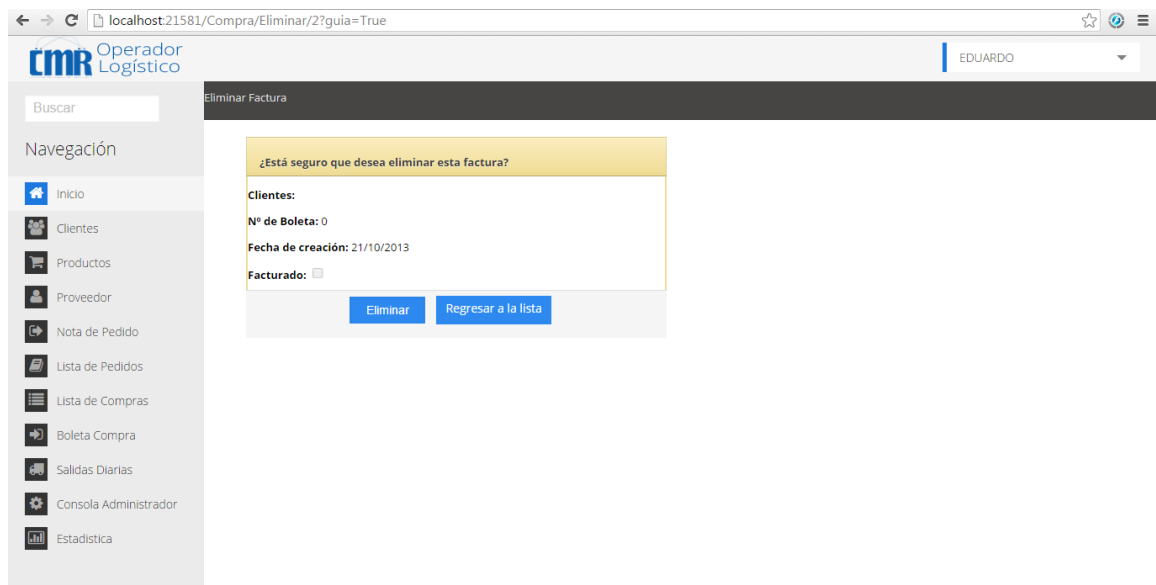 localhost:21581/Compra/Eliminar/2?guia=True
CMR Operador
Logístico
EDUARDO
Buscar
Eliminar Factura
Navegación
Inicio
Clientes
Productos
Proveedor
Nota de Pedido
Lista de Pedidos
Lista de Compras
Boleta Compra
Salidas Diarias
Consola Administrador
Estadistica
¿Está seguro que desea eliminar esta factura?
Clientes:
Nº de Boleta: 0
Fecha de creación: 21/10/2013
Facturado:
Eliminar
Regresar a la lista